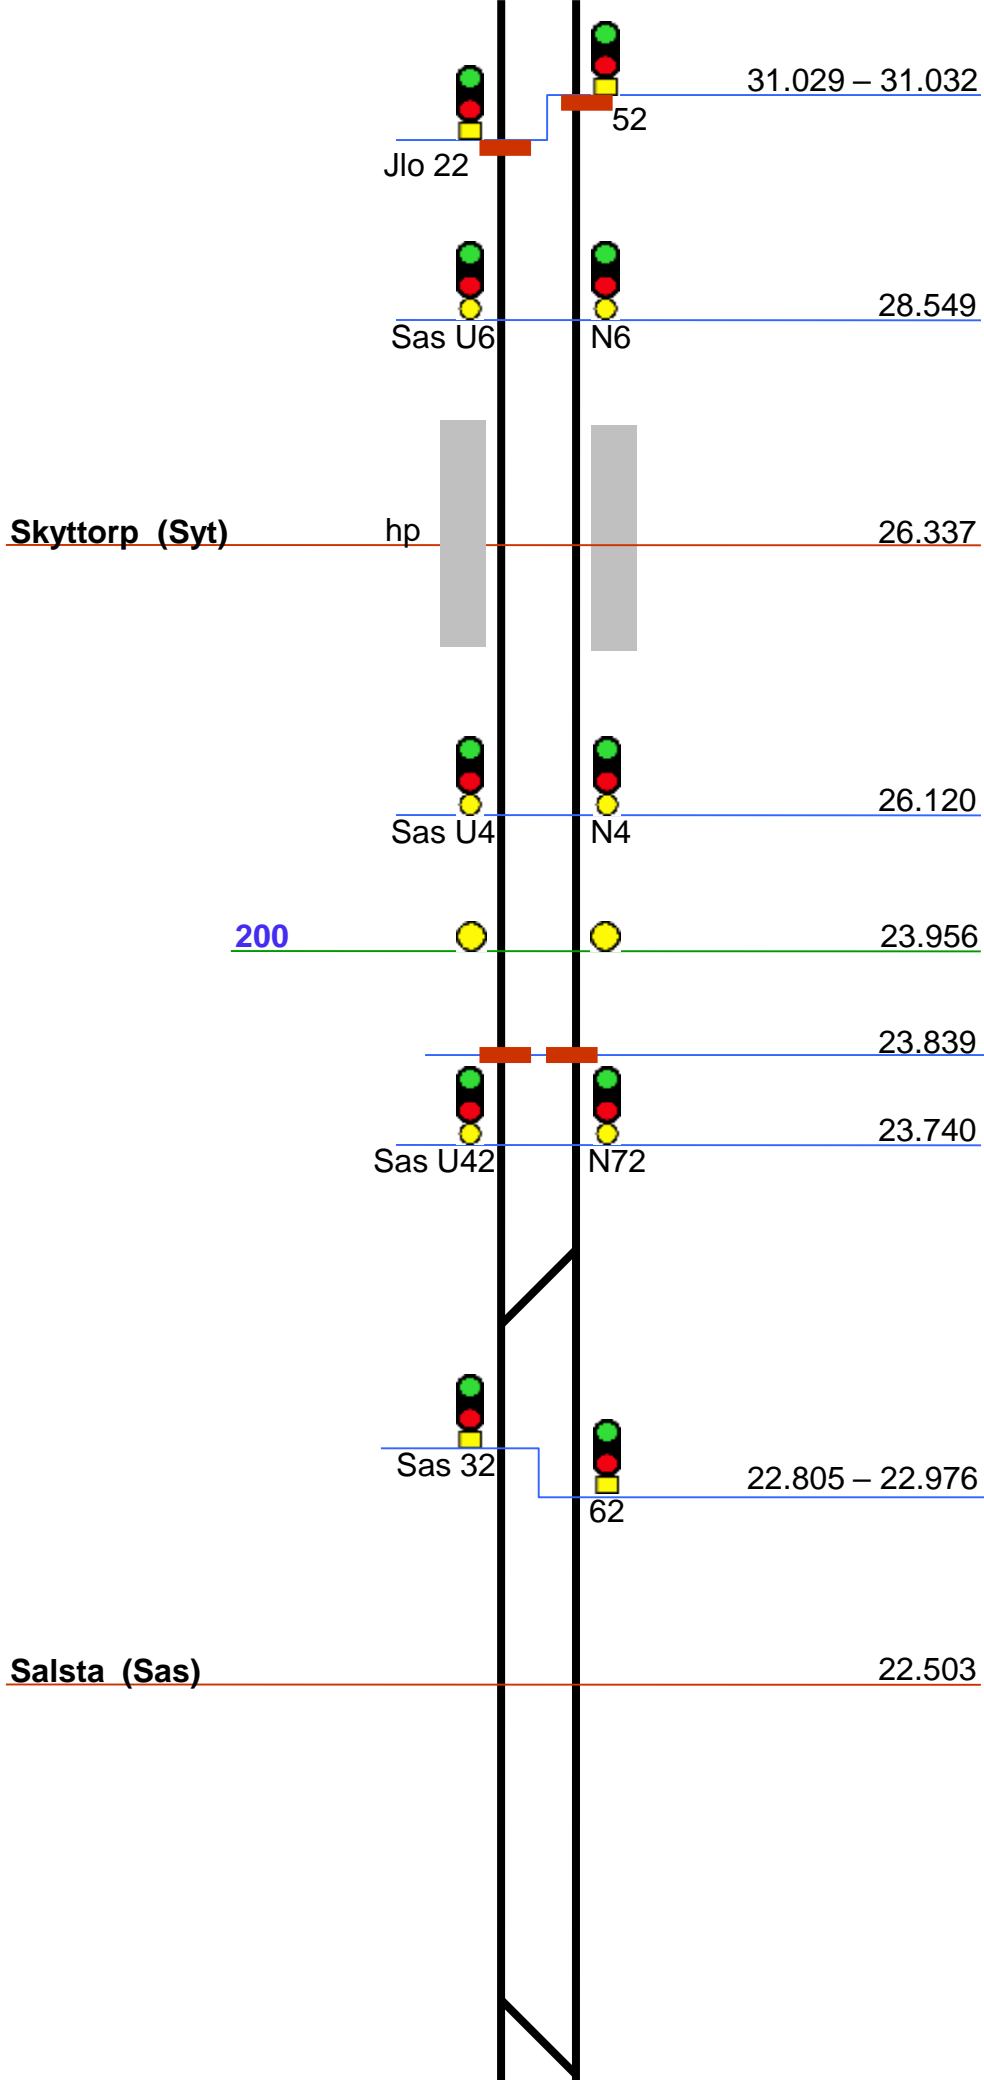 31.029 – 31.032
52
Jlo 22
28.549
Sas U6 N6
Skyttorp (Syt) hp 26.337
26.120
Sas U4 N4
200 23.956
23.839
23.740
Sas U42 N72
Sas 32
22.805 – 22.976
62
Salsta (Sas) 22.503